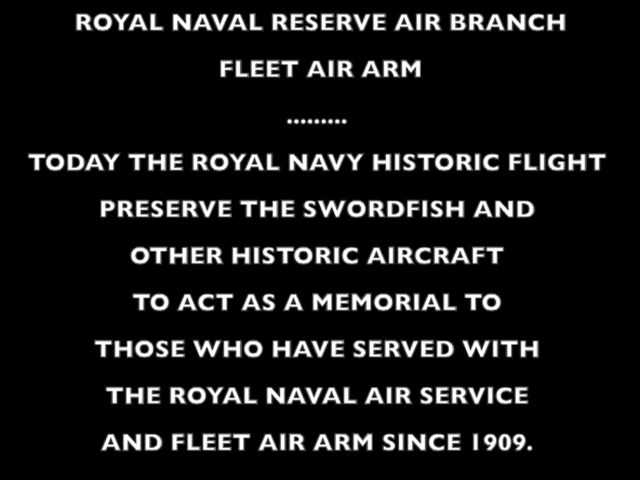 ROYAL NAVAL RESERVE AIR BRANCH
FLEET AIR ARM
.........
TODAY THE ROYAL NAVY HISTORIC FLIGHT
PRESERVE THE SWORDFISH AND
OTHER HISTORIC AIRCRAFT
TO ACT AS A MEMORIAL TO
THOSE WHO HAVE SERVED WITH
THE ROYAL NAVAL AIR SERVICE
AND FLEET AIR ARM SINCE 1909.